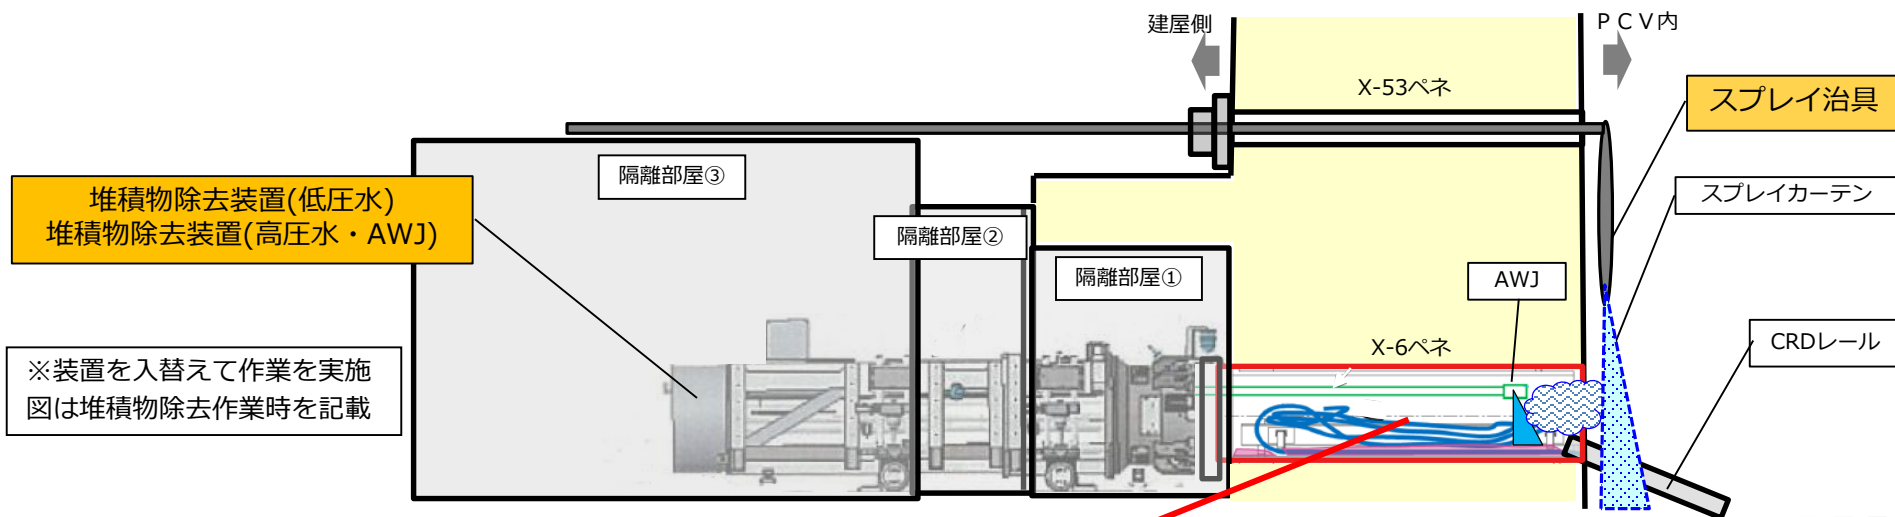 建屋側
PCV内
X-53ペネ
スプレイ治具
隔離部屋③
堆積物除去装置(低圧水)
堆積物除去装置(高圧水・AWJ)
スプレイカーテン
隔離部屋②
隔離部屋①
AWJ
X-6ペネ
CRDレール
※装置を入替えて作業を実施
図は堆積物除去作業時を記載